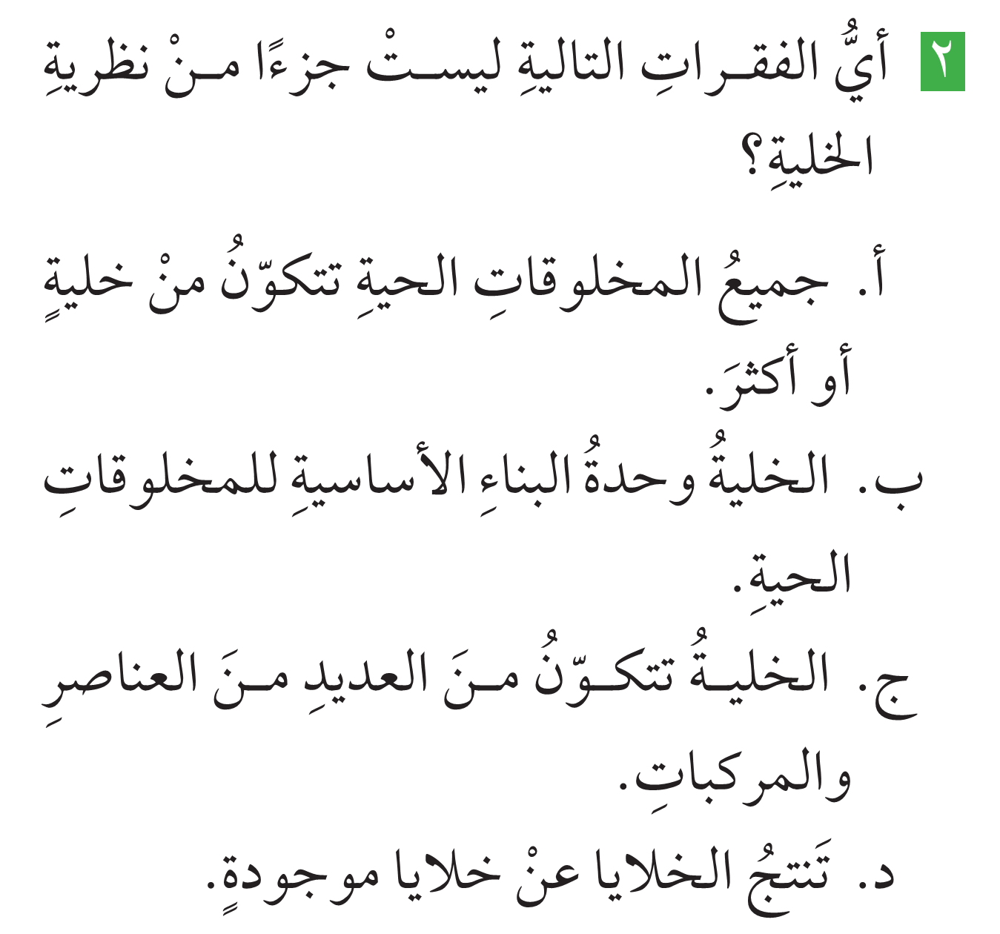 ٢ أيُّ الفقراتِ التاليةِ ليستْ جزءًا منْ نظريةِ
الخليةِ؟
أ. جميعُ المخلوقاتِ الحيةِ تتكوّنُ منْ خليةٍ
أو أكثرَ.
ب. الخليةُ وحدةُ البناءِ الأساسيةِ للمخلوقاتِ
الحيةِ.
ج. الخليةُ تتكوّنُ منَ العديدِ منَ العناصرِ
والمركباتِ.
د. تَنتجُ الخلايا عنْ خلايا موجودةٍ.